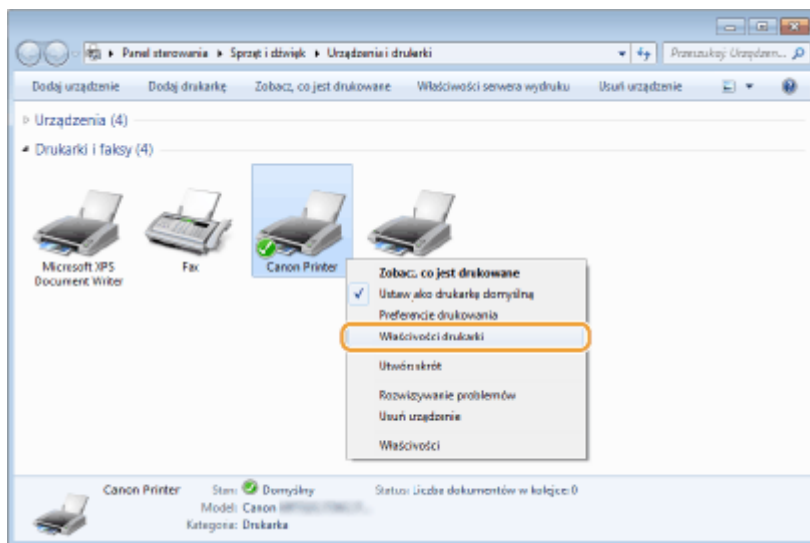 Panel sterowania ▸ Sprzęt i dźwięk ▸ Urządzenia i drukarki
Przeszukaj: Urządzen...
Dodaj urządzenie Dodaj drukarkę Zobacz, co jest drukowane Właściwości serwera wydruku Usuń urządzenie
Urządzenia (4)
Drukarki i faksy (4)
Microsoft XPS
Document Writer
Fax
Canon Printer
Zobacz, co jest drukowane
Ustaw jako drukarkę domyślną
Preferencje drukowania
Właściwości drukarki
Utwórz skrót
Rozwiązywanie problemów
Usuń urządzenie
Właściwości
Canon Printer Stan: Domyślny Status: Liczba dokumentów w kolejce: 0
Model: Canon
Kategoria: Drukarka